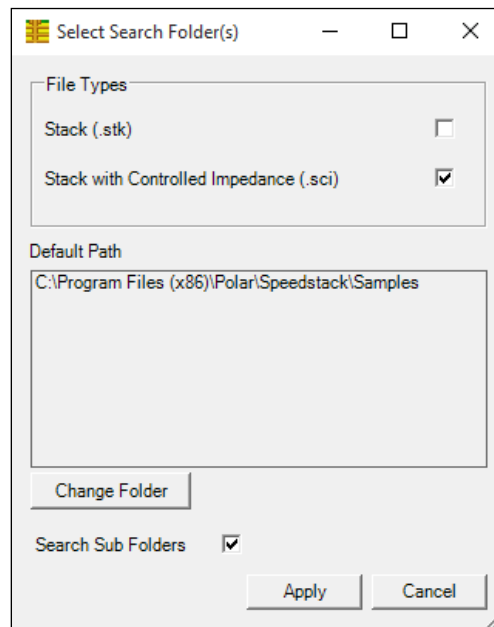 Select Search Folder(s)
File Types
Stack (.stk)
Stack with Controlled Impedance (.sci)
Default Path
C:\Program Files (x86)\Polar\Speedstack\Samples
Change Folder
Search Sub Folders
Apply Cancel